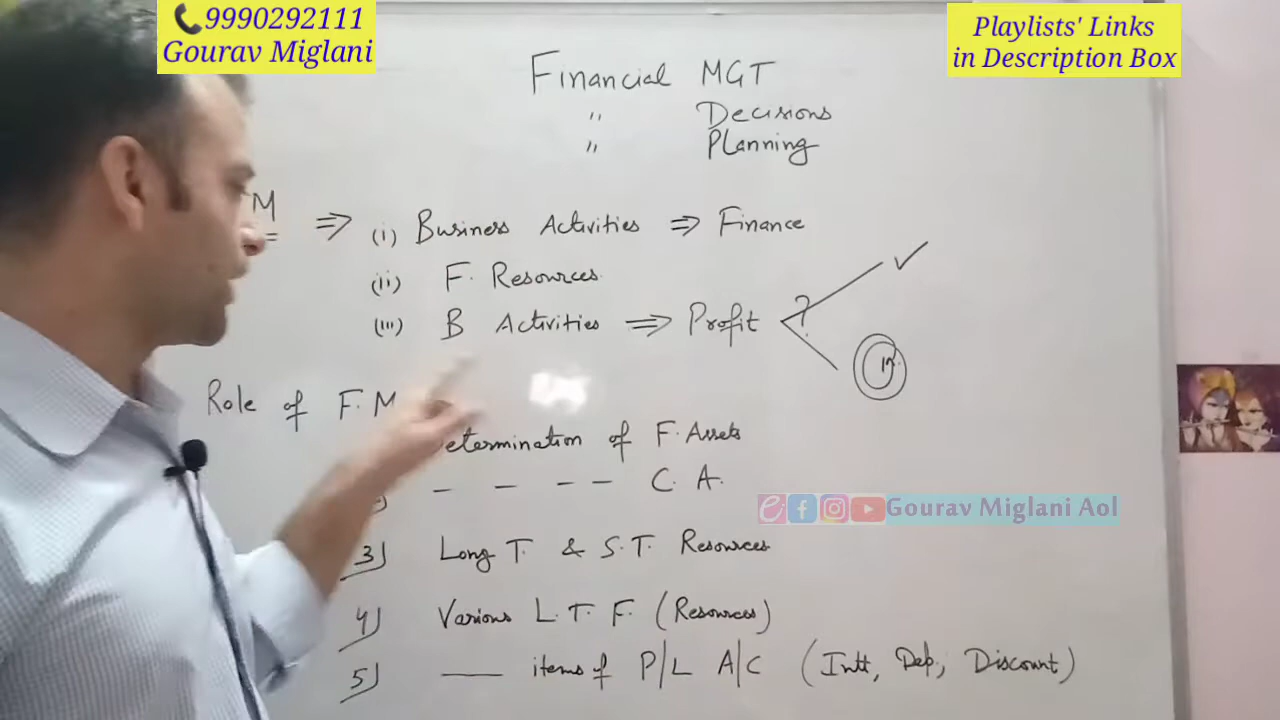 📞9990292111
Gourav Miglani
Playlists' Links
in Description Box
Financial MGT
" Decisions
" Planning
M ⇒ (i) Business Activities ⇒ Finance
(ii) F. Resources
(iii) B Activities ⇒ Profit ?
Role of F.M
etermination of F. Assets
— — — — C. A.
Gourav Miglani Aol
3) Long T. & S.T. Resources
4) Various L.T.F. (Resources)
5) —— items of P/L A/C (Intt, Dep, Discount)